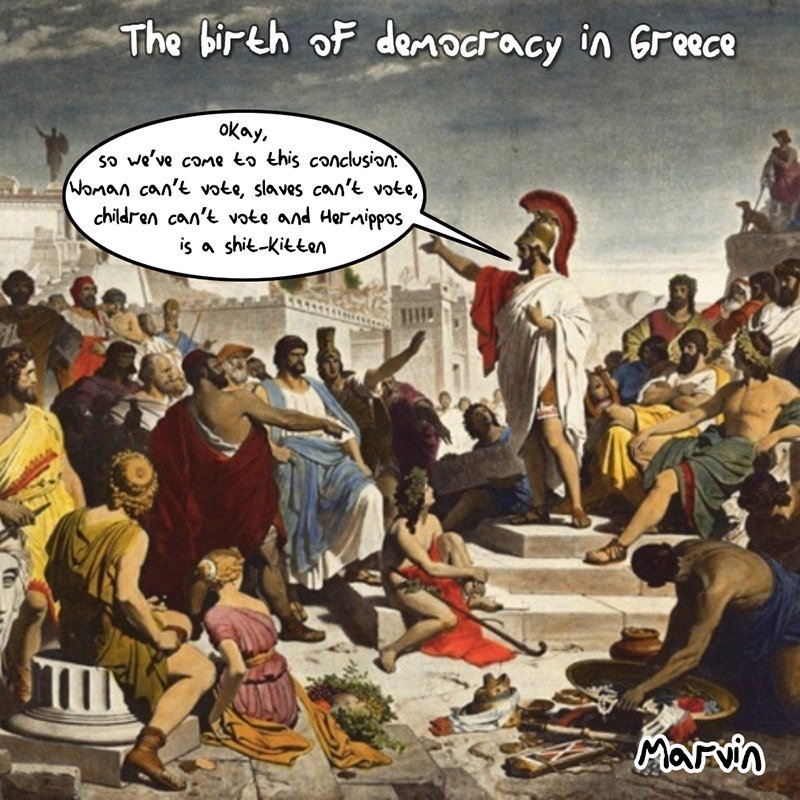 The birth of democracy in Greece
Okay,
so we've come to this conclusion:
Woman can't vote, slaves can't vote,
children can't vote and Hermippos
is a shit-kitten
Marvin